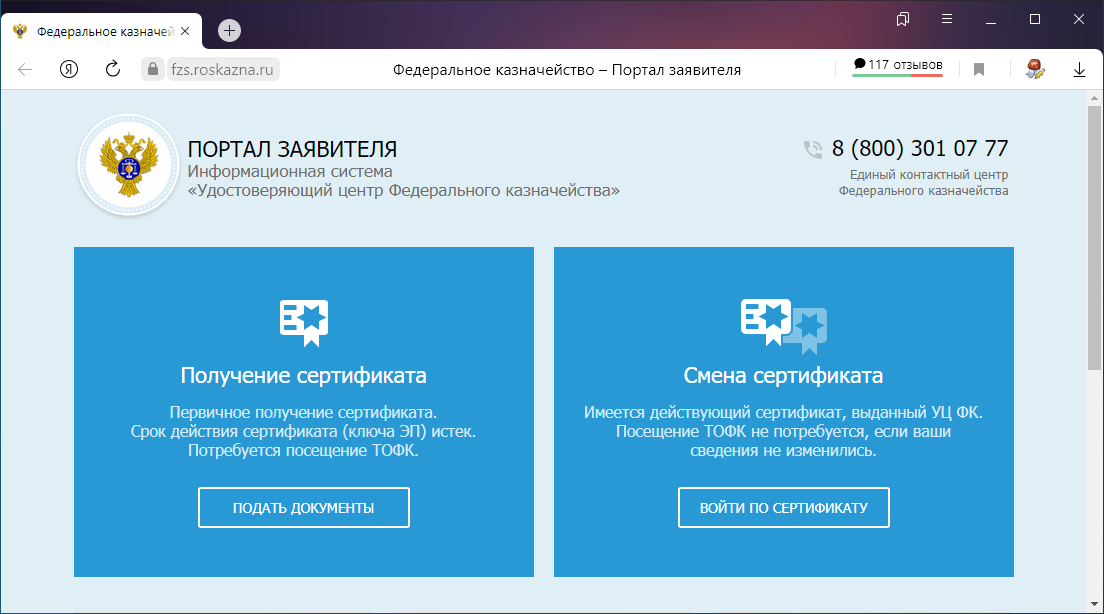 Федеральное казначей
Я
fzs.roskazna.ru
Федеральное казначейство – Портал заявителя
117 отзывов
ПОРТАЛ ЗАЯВИТЕЛЯ
Информационная система
«Удостоверяющий центр Федерального казначейства»
8 (800) 301 07 77
Единый контактный центр
Федерального казначейства
Получение сертификата
Первичное получение сертификата.
Срок действия сертификата (ключа ЭП) истек.
Потребуется посещение ТОФК.
ПОДАТЬ ДОКУМЕНТЫ
Смена сертификата
Имеется действующий сертификат, выданный УЦ ФК.
Посещение ТОФК не потребуется, если ваши
сведения не изменились.
ВОЙТИ ПО СЕРТИФИКАТУ